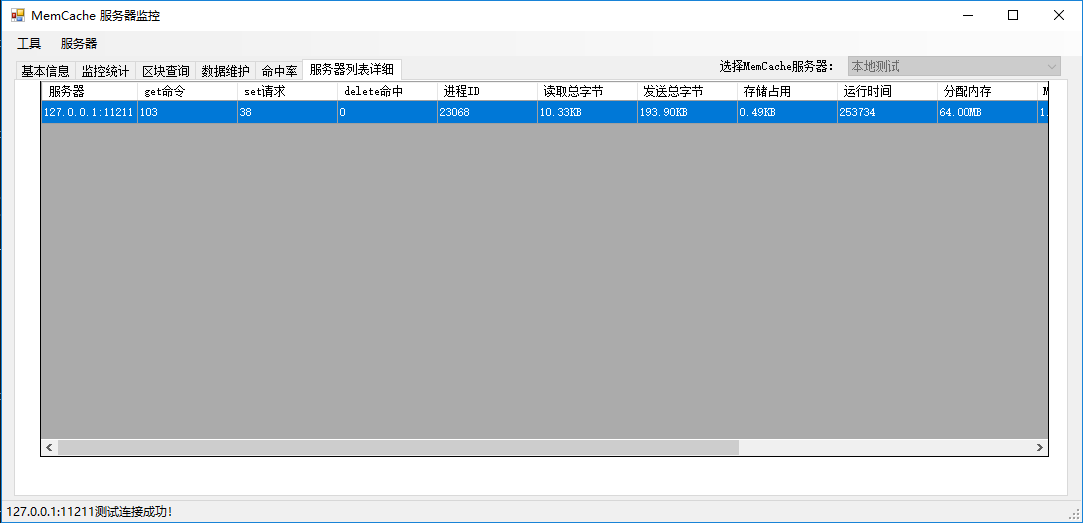 MemCache 服务器监控
工具 服务器
基本信息 监控统计 区块查询 数据维护 命中率 服务器列表详细 选择MemCache服务器： 本地测试
服务器 get命令 set请求 delete命中 进程ID 读取总字节 发送总字节 存储占用 运行时间 分配内存
127.0.0.1:11211 103 38 0 23068 10.33KB 193.90KB 0.49KB 253734 64.00MB 1.
127.0.0.1:11211测试连接成功!